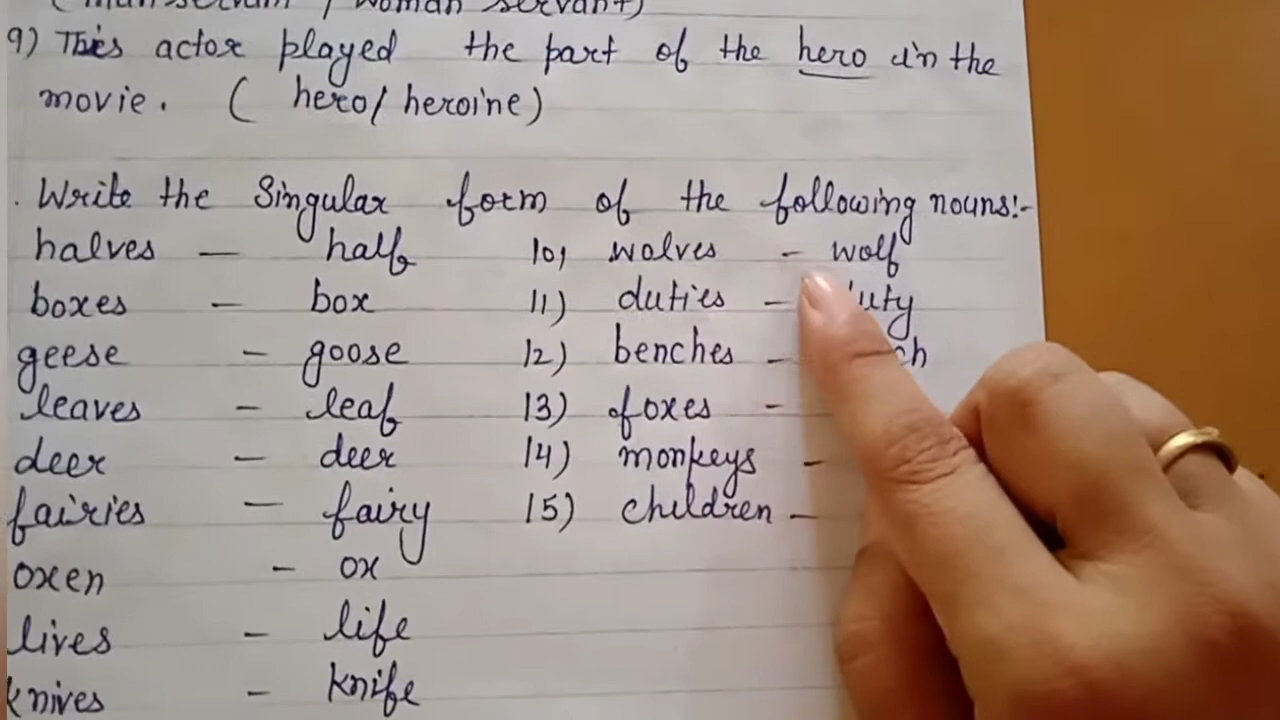 9) This actor played the part of the hero in the
movie. ( hero/ heroine)
Write the Singular form of the following nouns:-
halves — half
boxes — box
geese - goose
leaves - leaf
deer - deer
fairies - fairy
oxen - ox
lives - life
knives - knife
10) wolves - wolf
11) duties -
12) benches -
13) foxes -
14) monkeys -
15) children -